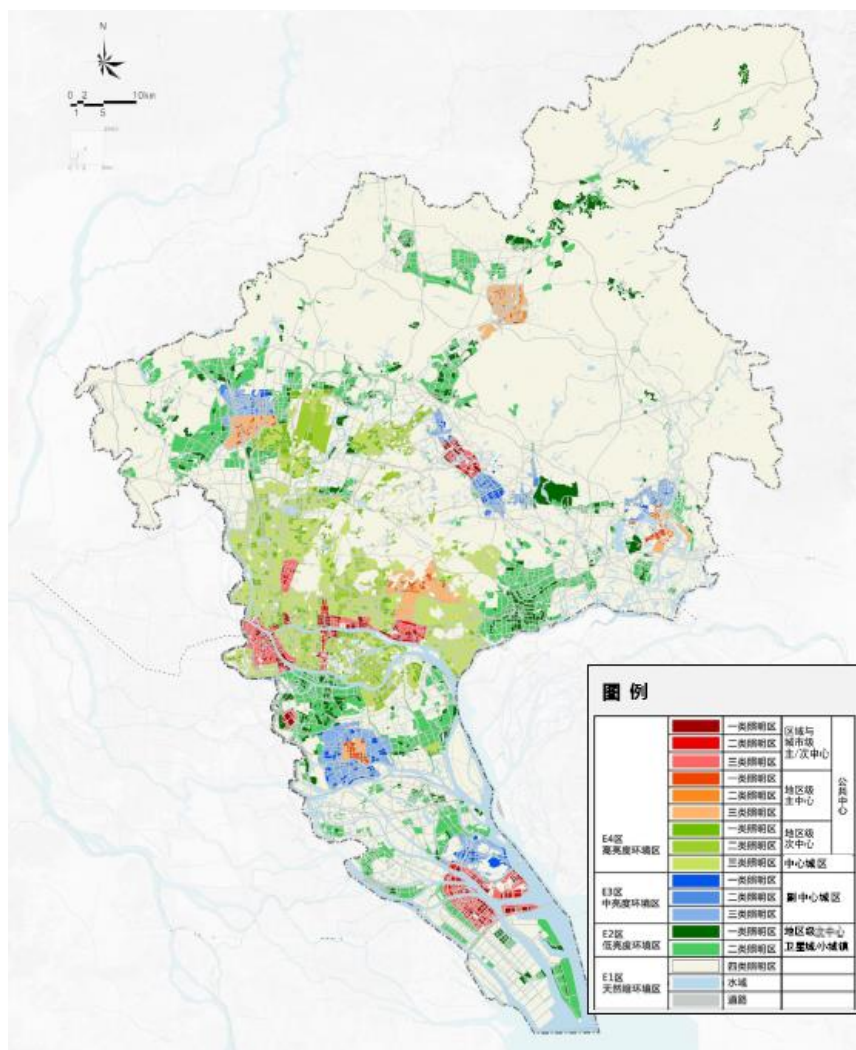 N
0 2 10km
1 5
图 例
一类照明区 区域与
二类照明区 城市级
三类照明区 主/次中心
一类照明区
二类照明区 地区级
三类照明区 主中心
公共中心
一类照明区 地区级
E4区 二类照明区 次中心
高亮度环境区 三类照明区 中心城区
一类照明区
E3区 二类照明区 副中心城区
中亮度环境区 三类照明区
E2区 一类照明区 地区级次中心
低亮度环境区 二类照明区 卫星城/小城镇
四类照明区
E1区 水域
天然暗环境区 道路